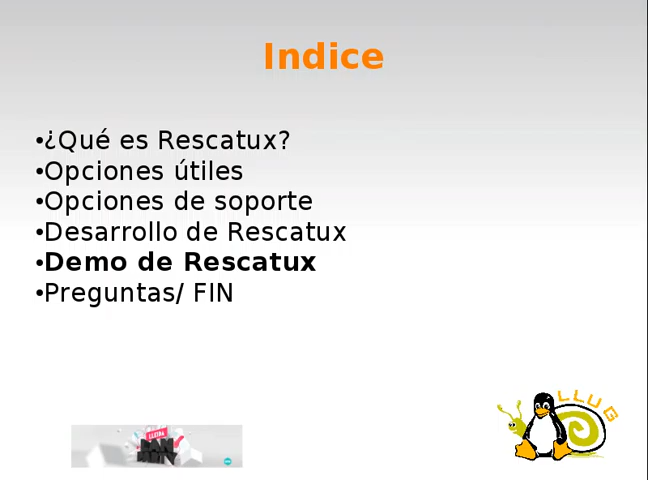 Indice
•¿Qué es Rescatux?
•Opciones útiles
•Opciones de soporte
•Desarrollo de Rescatux
•Demo de Rescatux
•Preguntas/ FIN
LLUG